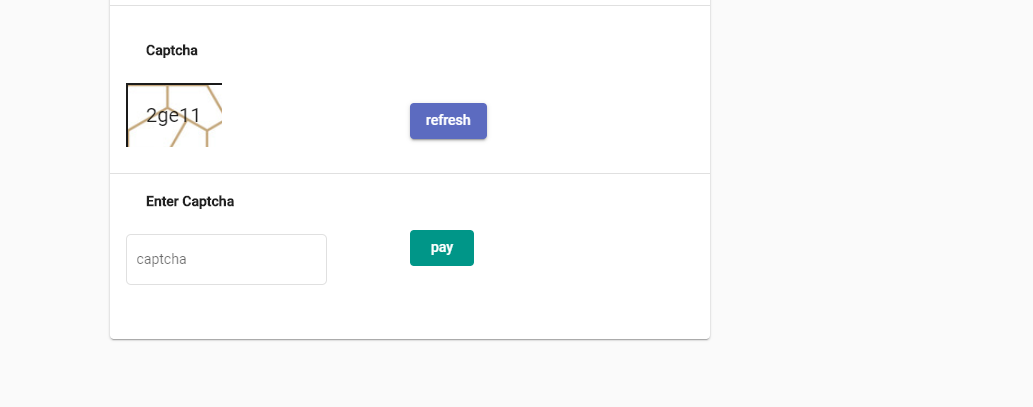 Captcha
2ge11
refresh
Enter Captcha
captcha
pay